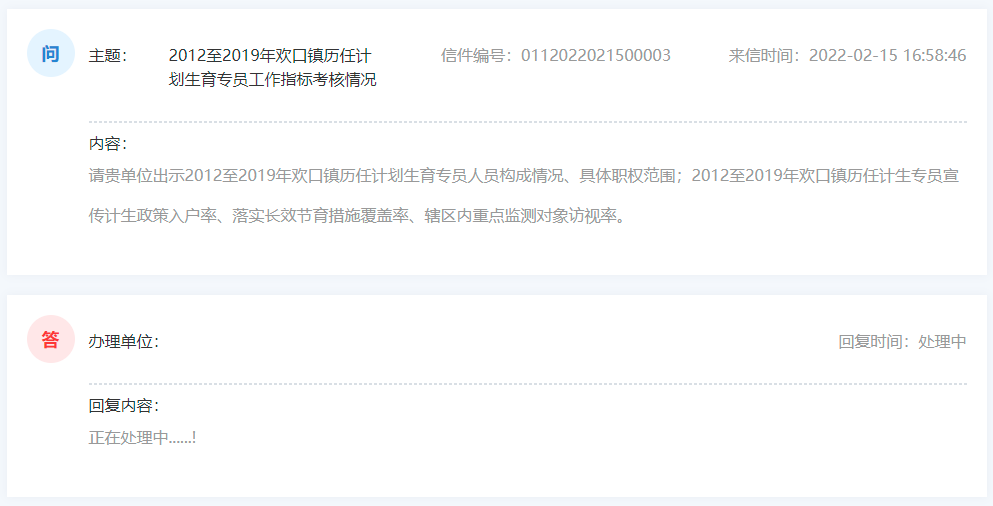 问
主题：
2012至2019年欢口镇历任计
划生育专员工作指标考核情况
信件编号：0112022021500003
来信时间：2022-02-15 16:58:46
内容：
请贵单位出示2012至2019年欢口镇历任计划生育专员人员构成情况、具体职权范围；2012至2019年欢口镇历任计生专员宣
传计生政策入户率、落实长效节育措施覆盖率、辖区内重点监测对象访视率。
答
办理单位：
回复时间：处理中
回复内容：
正在处理中......!